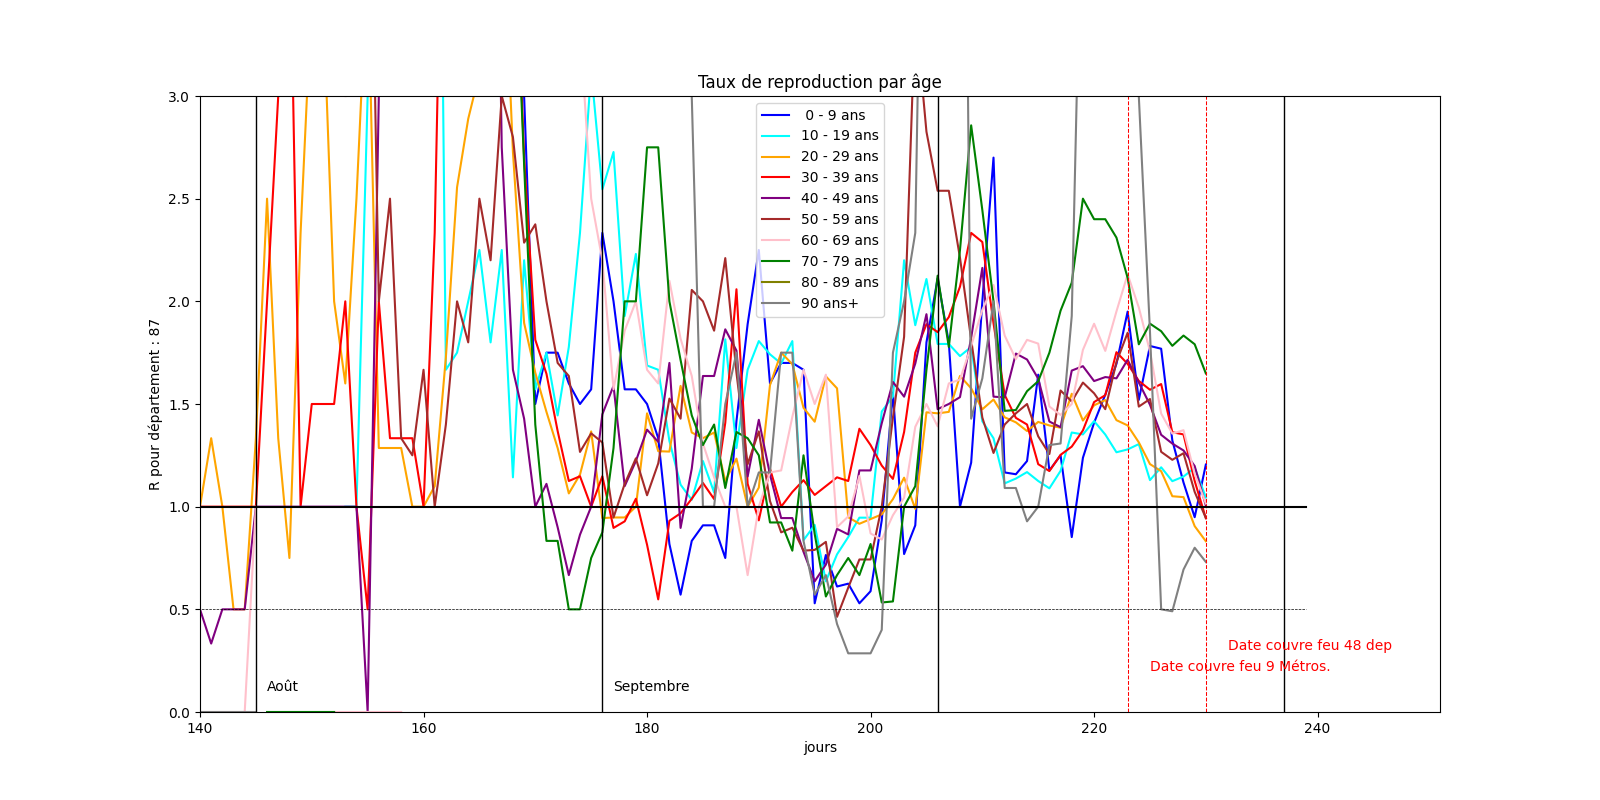 Taux de reproduction par âge
R pour département : 87
3.0
2.5
2.0
1.5
1.0
0.5
0.0
0 - 9 ans
10 - 19 ans
20 - 29 ans
30 - 39 ans
40 - 49 ans
50 - 59 ans
60 - 69 ans
70 - 79 ans
80 - 89 ans
90 ans+
Date couvre feu 48 dep
Date couvre feu 9 Métros.
Août
Septembre
140
160
180
200
220
240
jours